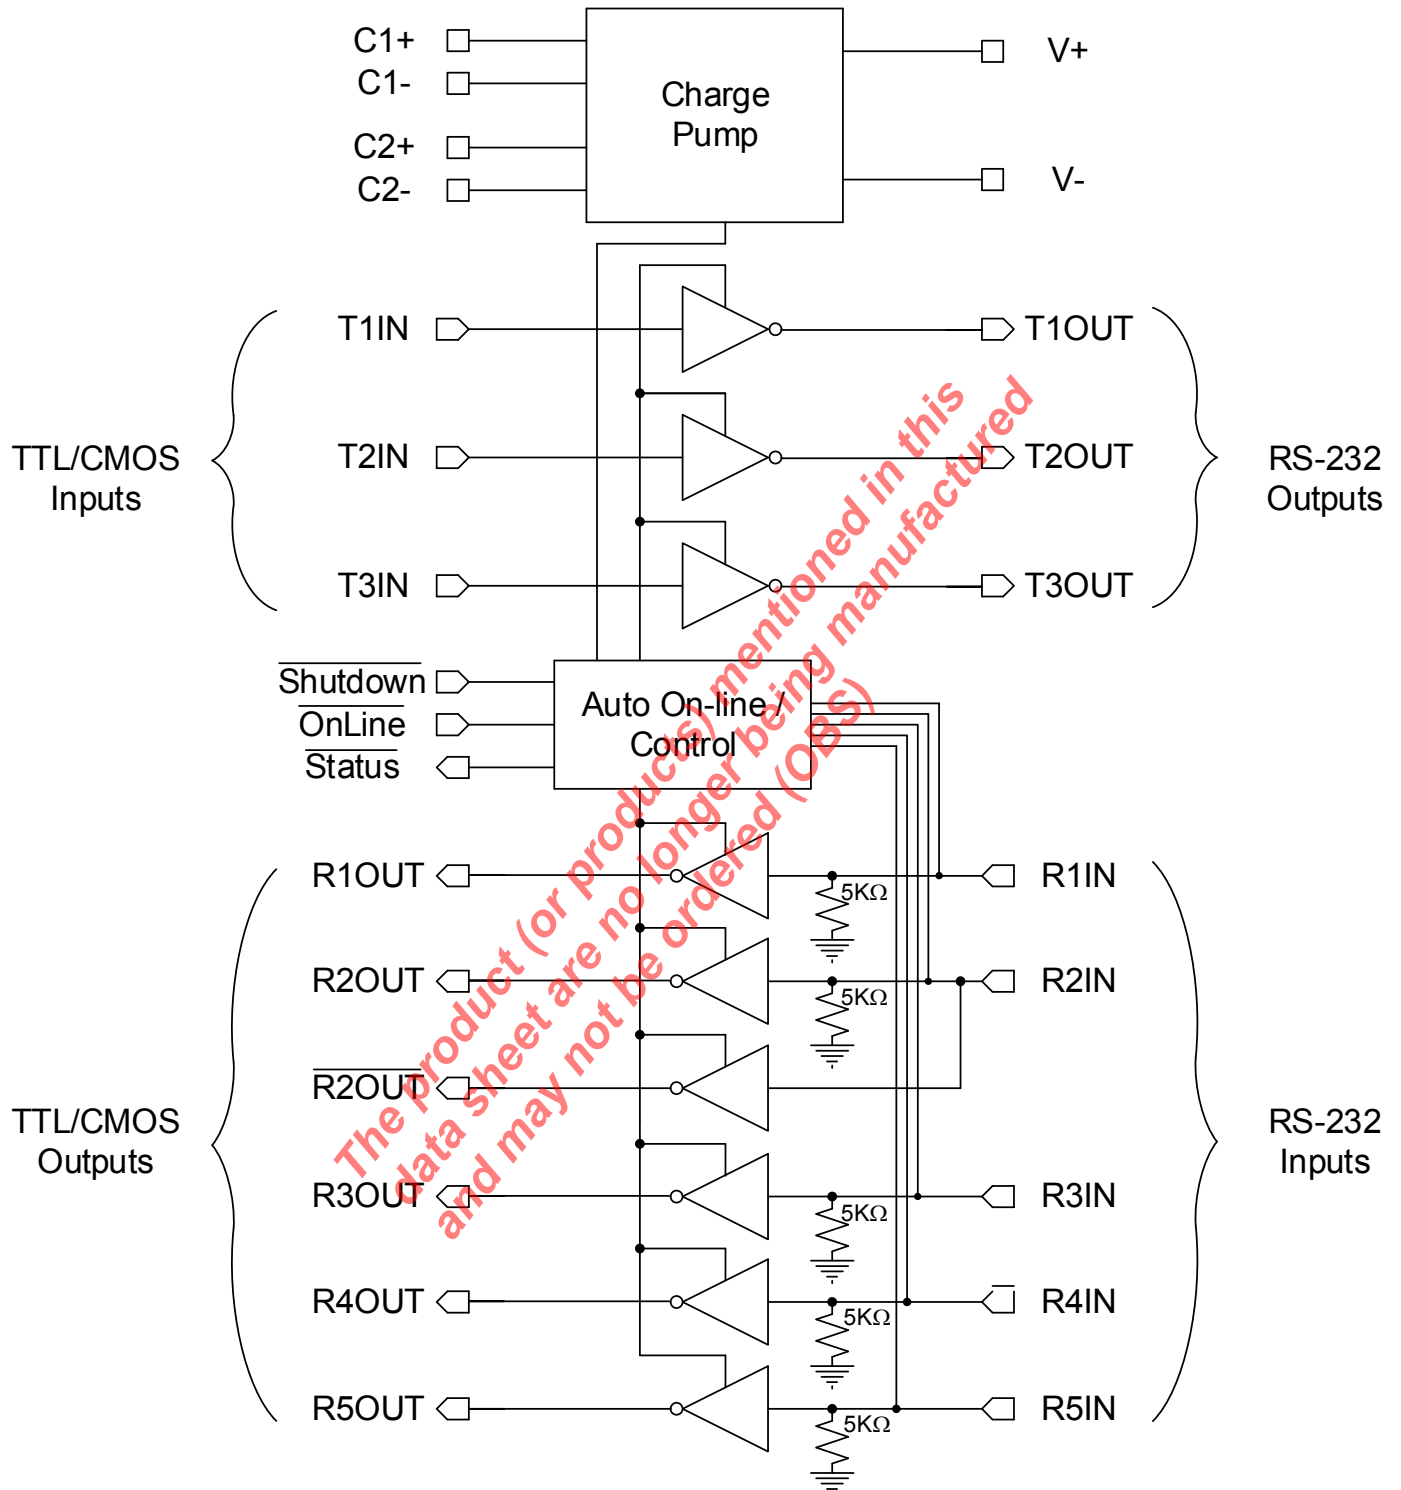 C1+
C1-
C2+
C2-
Charge
Pump
V+
V-
T1IN
T1OUT
T2IN
T2OUT
T3IN
T3OUT
TTL/CMOS
Inputs
RS-232
Outputs
Shutdown
OnLine
Status
Auto On-line /
Control
R1OUT
5KΩ
R1IN
R2OUT
5KΩ
R2IN
R2OUT
R3OUT
5KΩ
R3IN
R4OUT
5KΩ
R4IN
R5OUT
5KΩ
R5IN
TTL/CMOS
Outputs
RS-232
Inputs
The product (or products) mentioned in this
data sheet are no longer being manufactured
and may not be ordered (OBS)